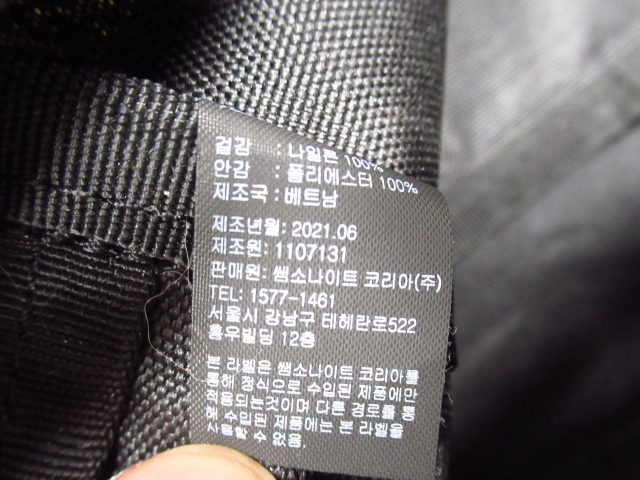 겉감 : 나일론 100%
안감 : 폴리에스터 100%
제조국 : 베트남
제조년월: 2021.06
제조원: 1107131
판매원: 쌤소나이트 코리아(주)
TEL: 1577-1461
서울시 강남구 테헤란로522
홍우빌딩 12층
본 라벨은 쌤소나이트 코리아를
통해 정식으로 수입된 제품에만
적용되는것이며 다른 경로를 통
해 수입된 제품에는 본 라벨을
사용할 수 없음.